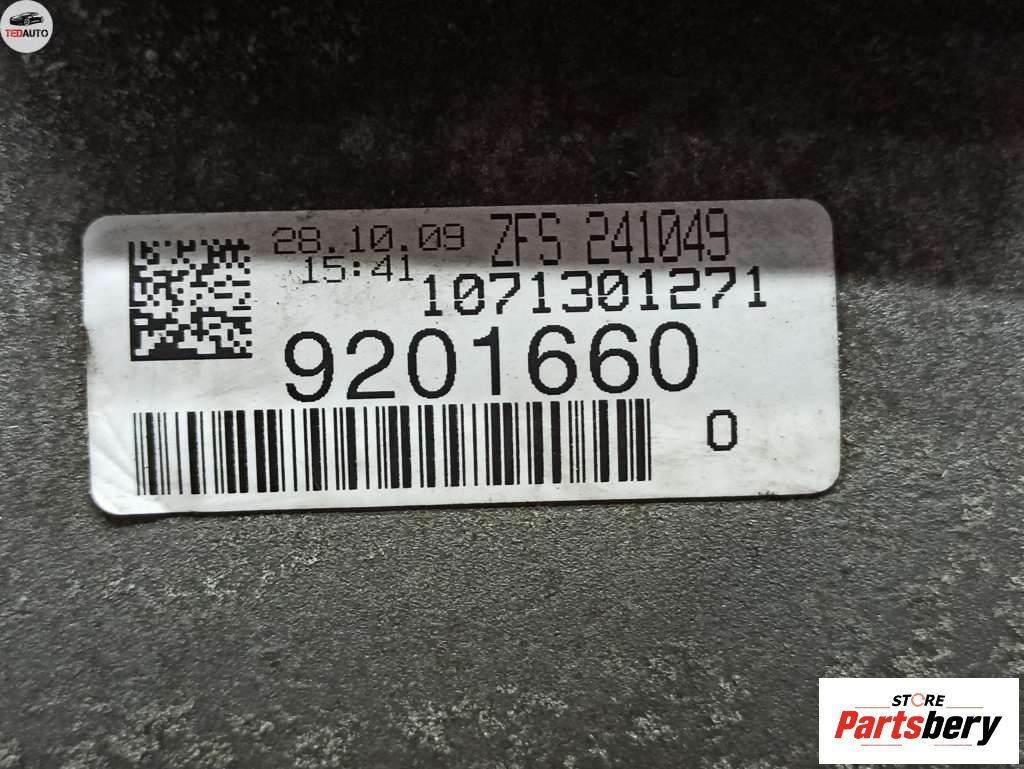 TEDAUTO
28.10.09 ZFS 241049
15:41 1071301271
9201660
0
STORE
Partsbery